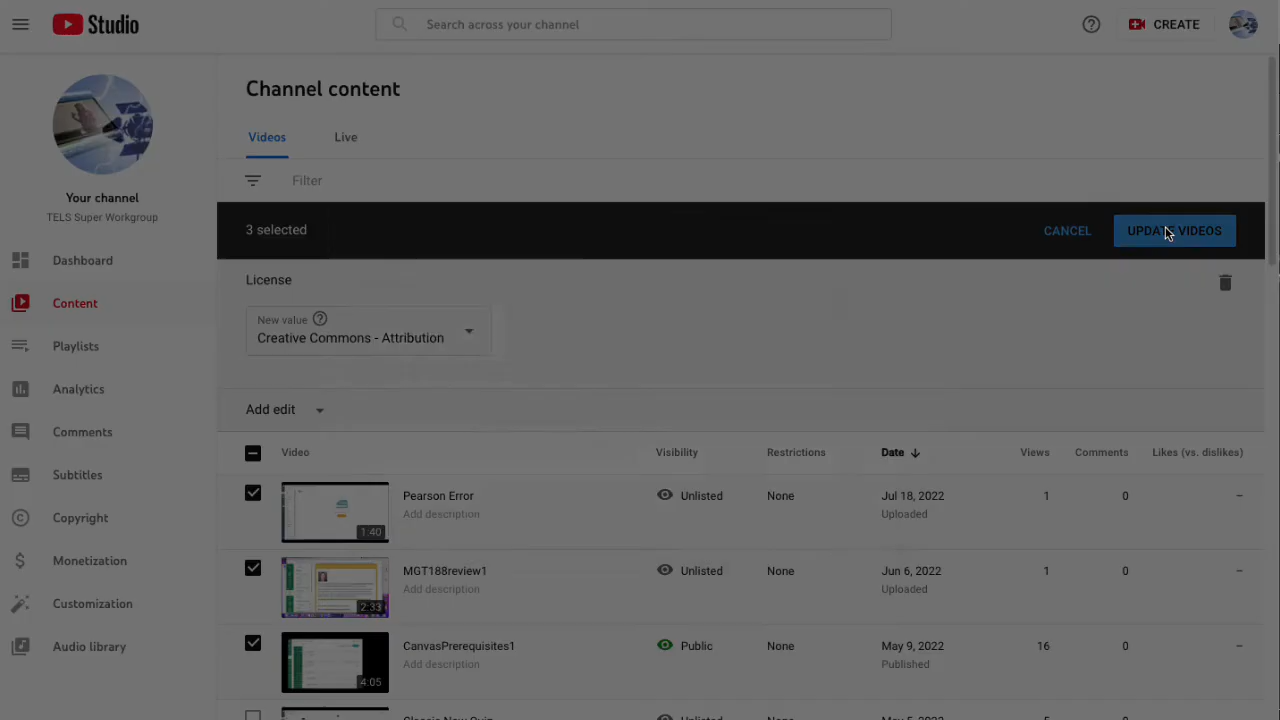 Studio
Search across your channel
CREATE
Channel content
Videos
Live
Filter
Your channel
TELS Super Workgroup
Dashboard
Content
Playlists
Analytics
Comments
Subtitles
Copyright
Monetization
Customization
Audio library
3 selected
CANCEL
UPDATE VIDEOS
License
New value
Creative Commons - Attribution
Add edit
Video Visibility Restrictions Date Views Comments Likes (vs. dislikes)
Pearson Error Unlisted None Jul 18, 2022 1 0 –
Add description Uploaded
1:40
MGT188review1 Unlisted None Jun 6, 2022 1 0 –
Add description Uploaded
2:33
CanvasPrerequisites1 Public None May 9, 2022 16 0 –
Add description Published
4:05